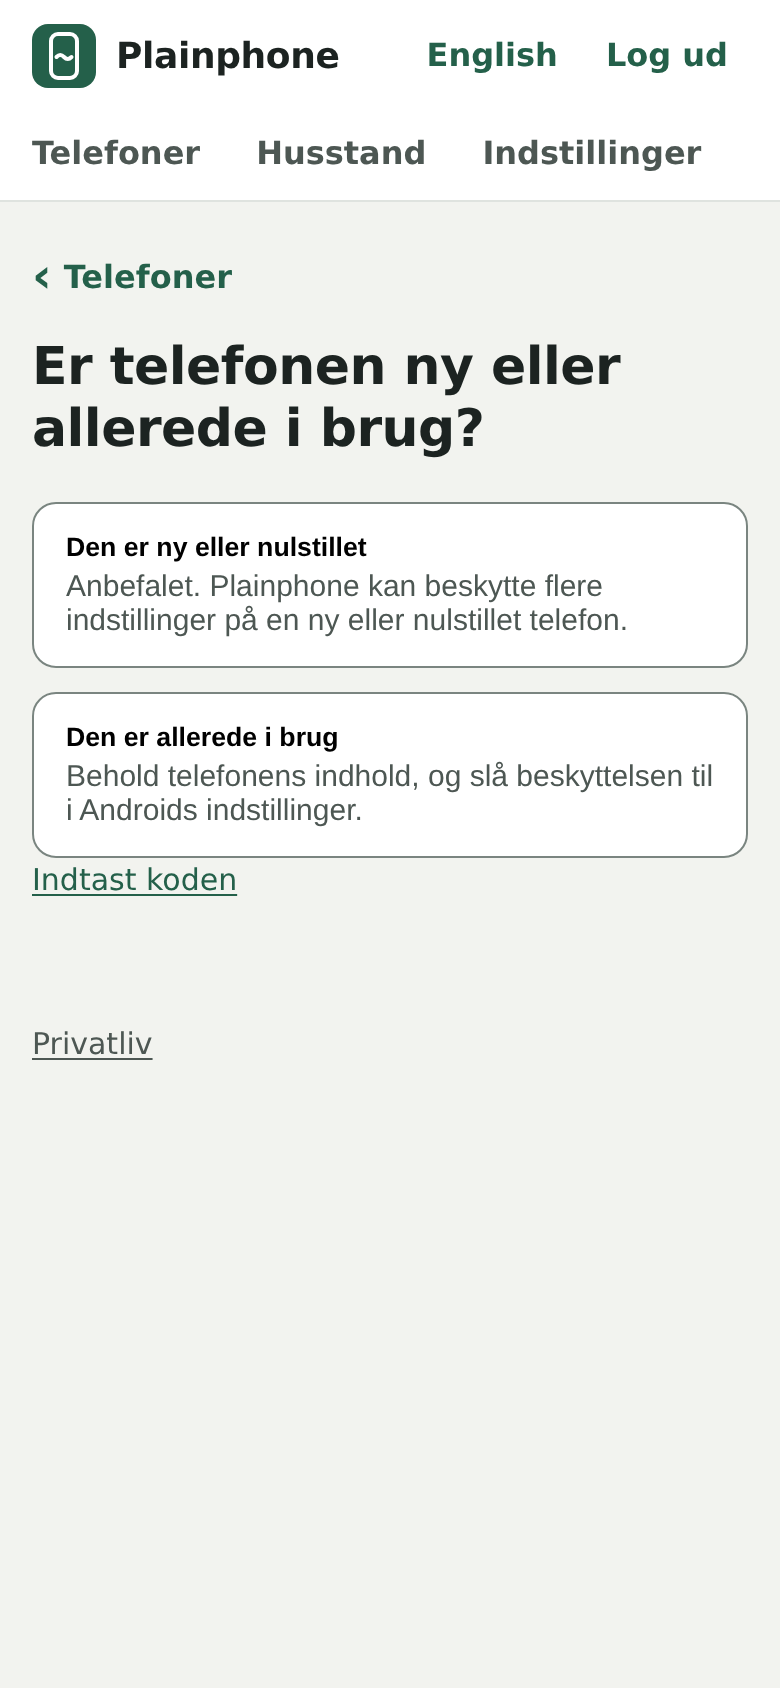 Plainphone
English
Log ud
Telefoner
Husstand
Indstillinger
‹ Telefoner
Er telefonen ny eller
allerede i brug?
Den er ny eller nulstillet
Anbefalet. Plainphone kan beskytte flere
indstillinger på en ny eller nulstillet telefon.
Den er allerede i brug
Behold telefonens indhold, og slå beskyttelsen til
i Androids indstillinger.
Indtast koden
Privatliv